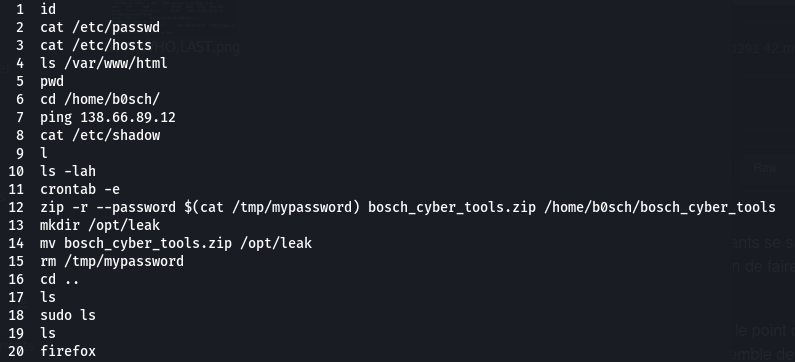 1 id
2 cat /etc/passwd
3 cat /etc/hosts
4 ls /var/www/html
5 pwd
6 cd /home/b0sch/
7 ping 138.66.89.12
8 cat /etc/shadow
9 l
10 ls -lah
11 crontab -e
12 zip -r --password $(cat /tmp/mypassword) bosch_cyber_tools.zip /home/b0sch/bosch_cyber_tools
13 mkdir /opt/leak
14 mv bosch_cyber_tools.zip /opt/leak
15 rm /tmp/mypassword
16 cd ..
17 ls
18 sudo ls
19 ls
20 firefox